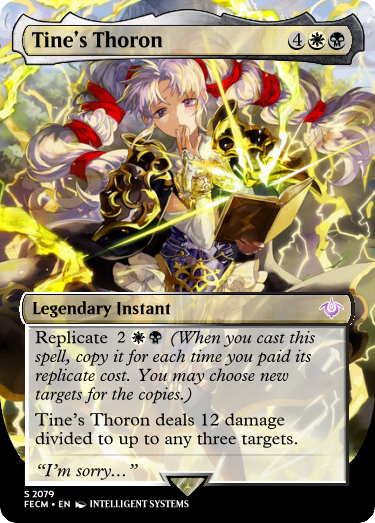 Tine's Thoron 4
Legendary Instant
Replicate 2 (When you cast this
spell, copy it for each time you paid its
replicate cost. You may choose new
targets for the copies.)
Tine's Thoron deals 12 damage
divided to up to any three targets.
“I'm sorry...”
S 2079
FECM • EN INTELLIGENT SYSTEMS